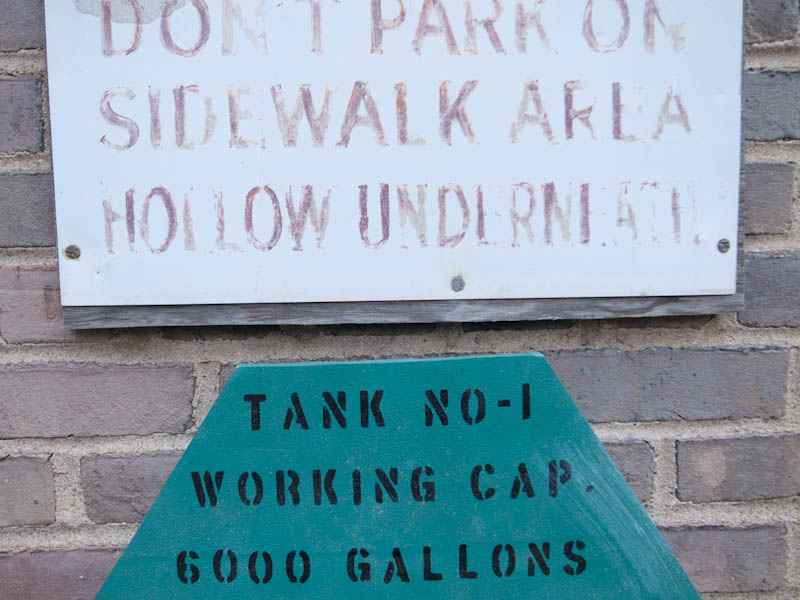 DON'T PARK ON
SIDEWALK AREA
HOLLOW UNDERNEATH
TANK NO-1
WORKING CAP.
6000 GALLONS